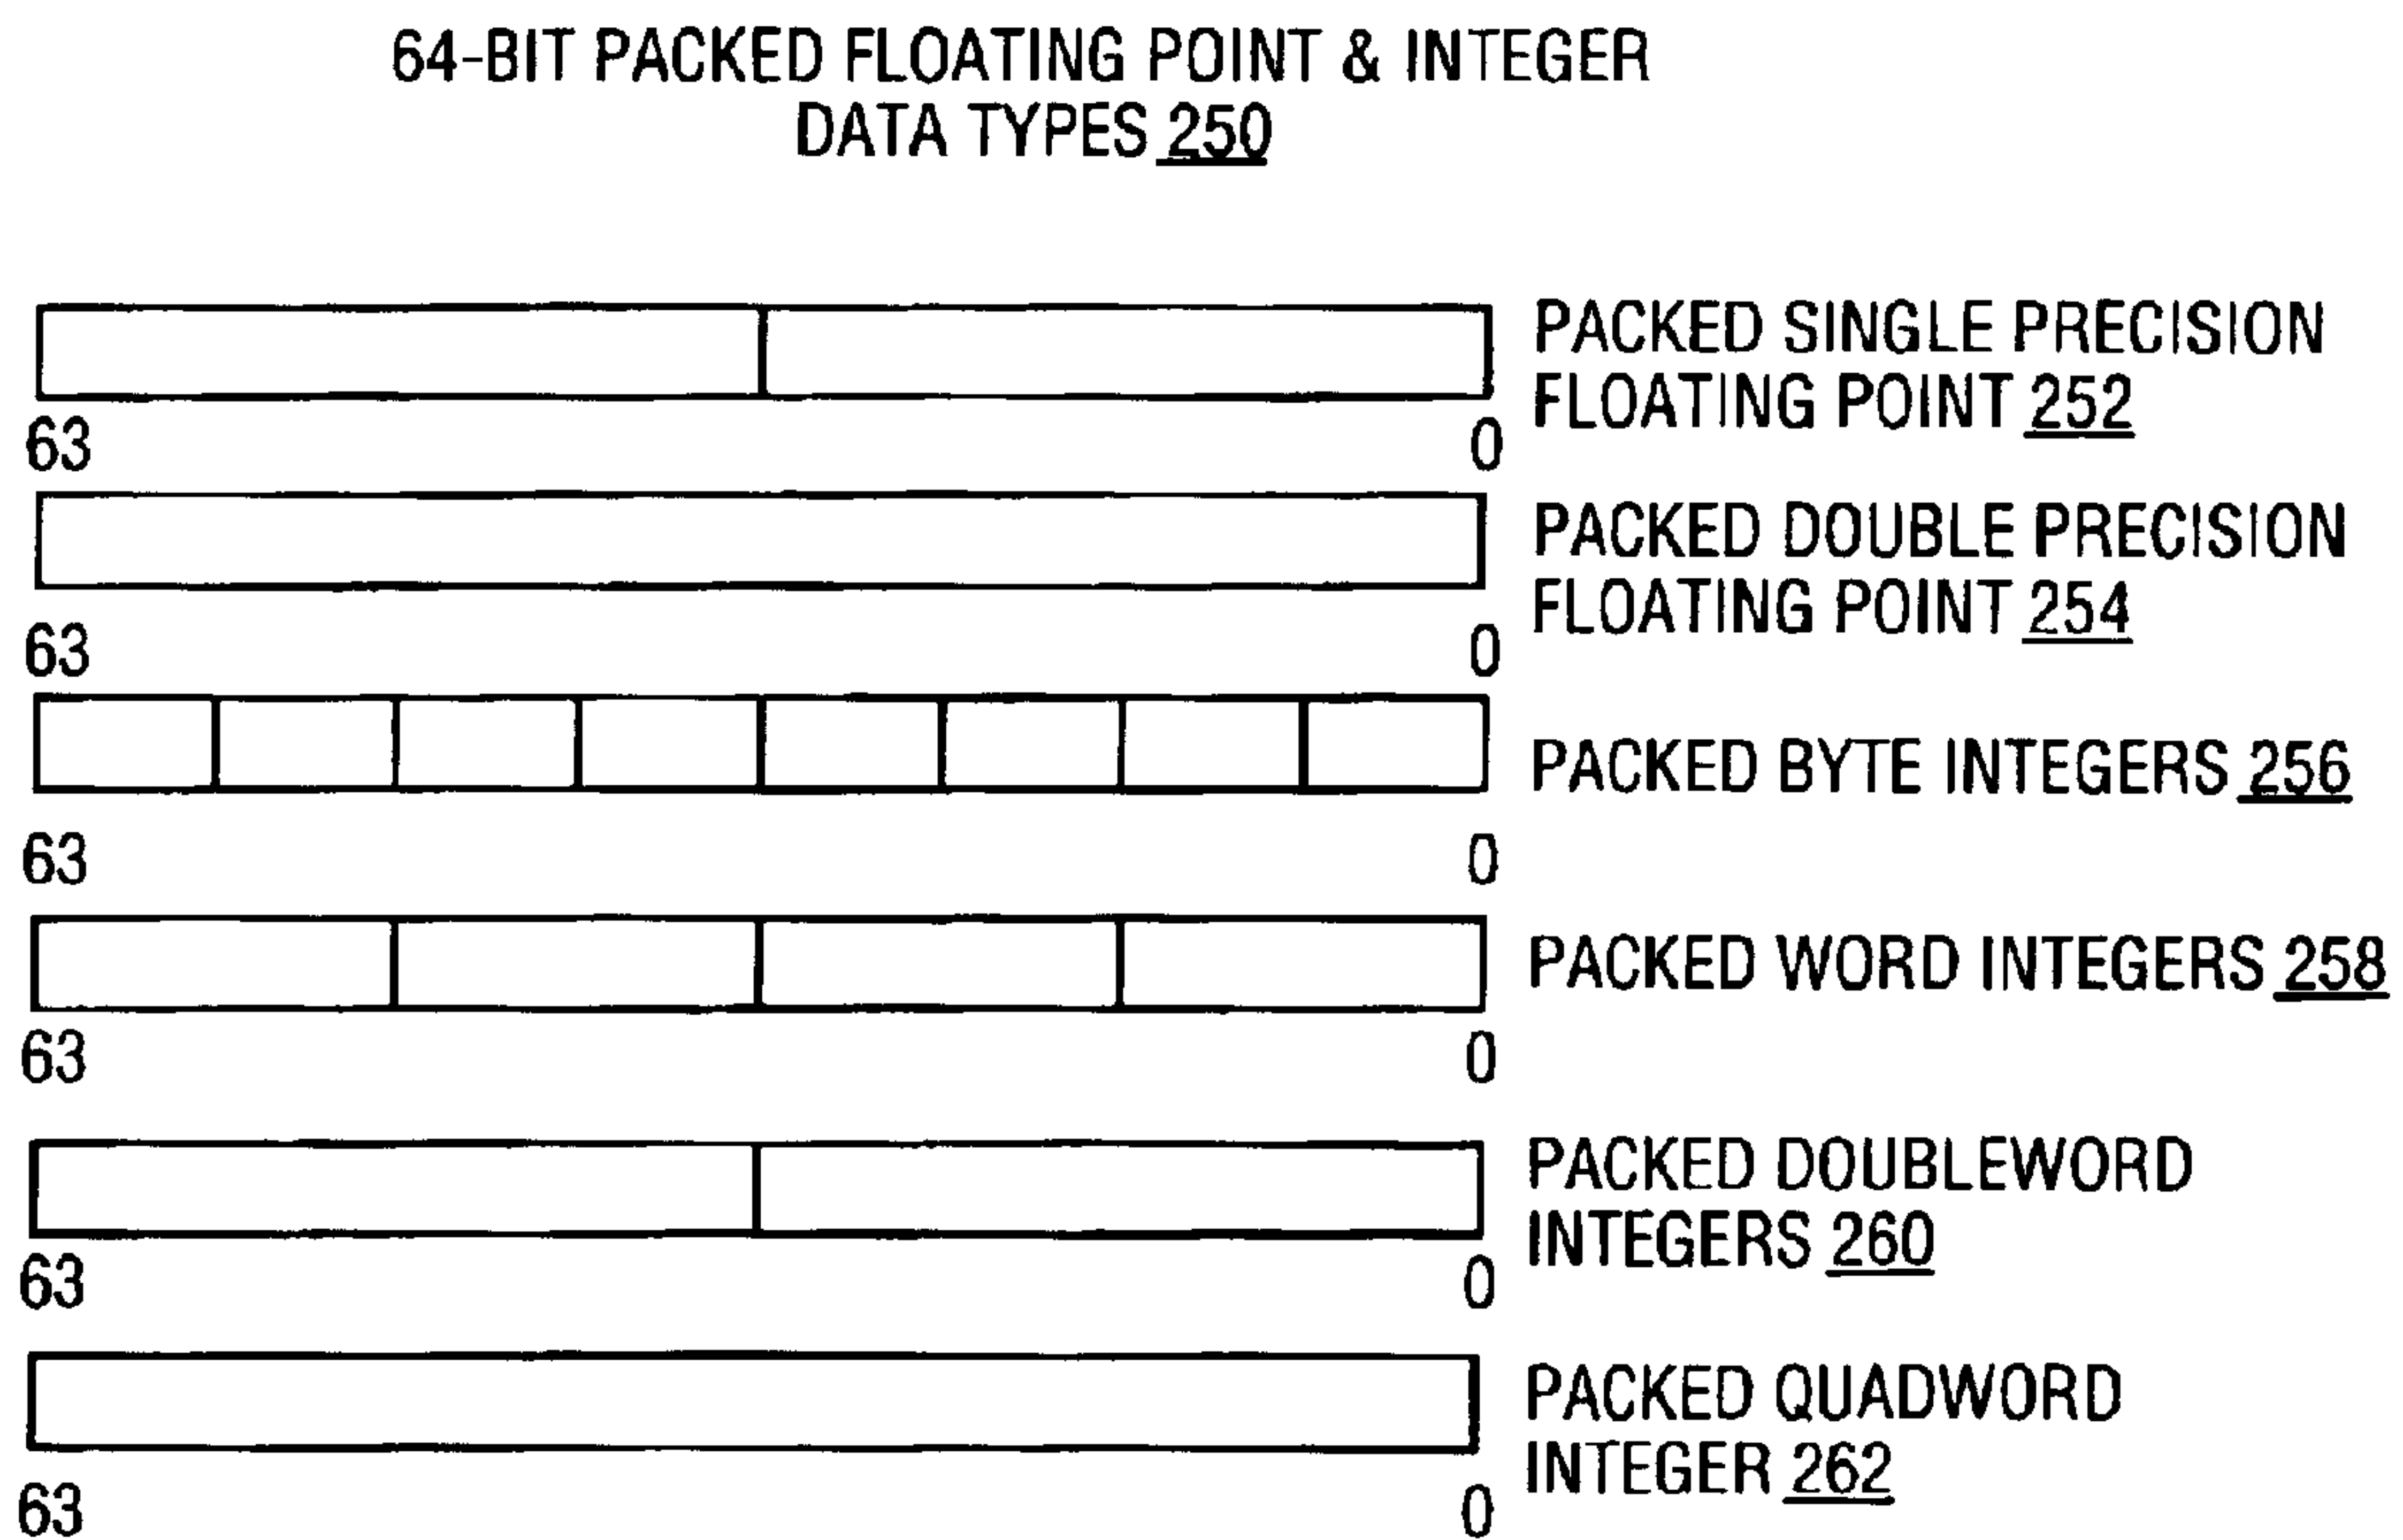 64-BIT PACKED FLOATING POINT & INTEGER
DATA TYPES 250
PACKED SINGLE PRECISION
FLOATING POINT 252
63 0
PACKED DOUBLE PRECISION
FLOATING POINT 254
63 0
PACKED BYTE INTEGERS 256
63 0
PACKED WORD INTEGERS 258
63 0
PACKED DOUBLEWORD
INTEGERS 260
63 0
PACKED QUADWORD
INTEGER 262
63 0